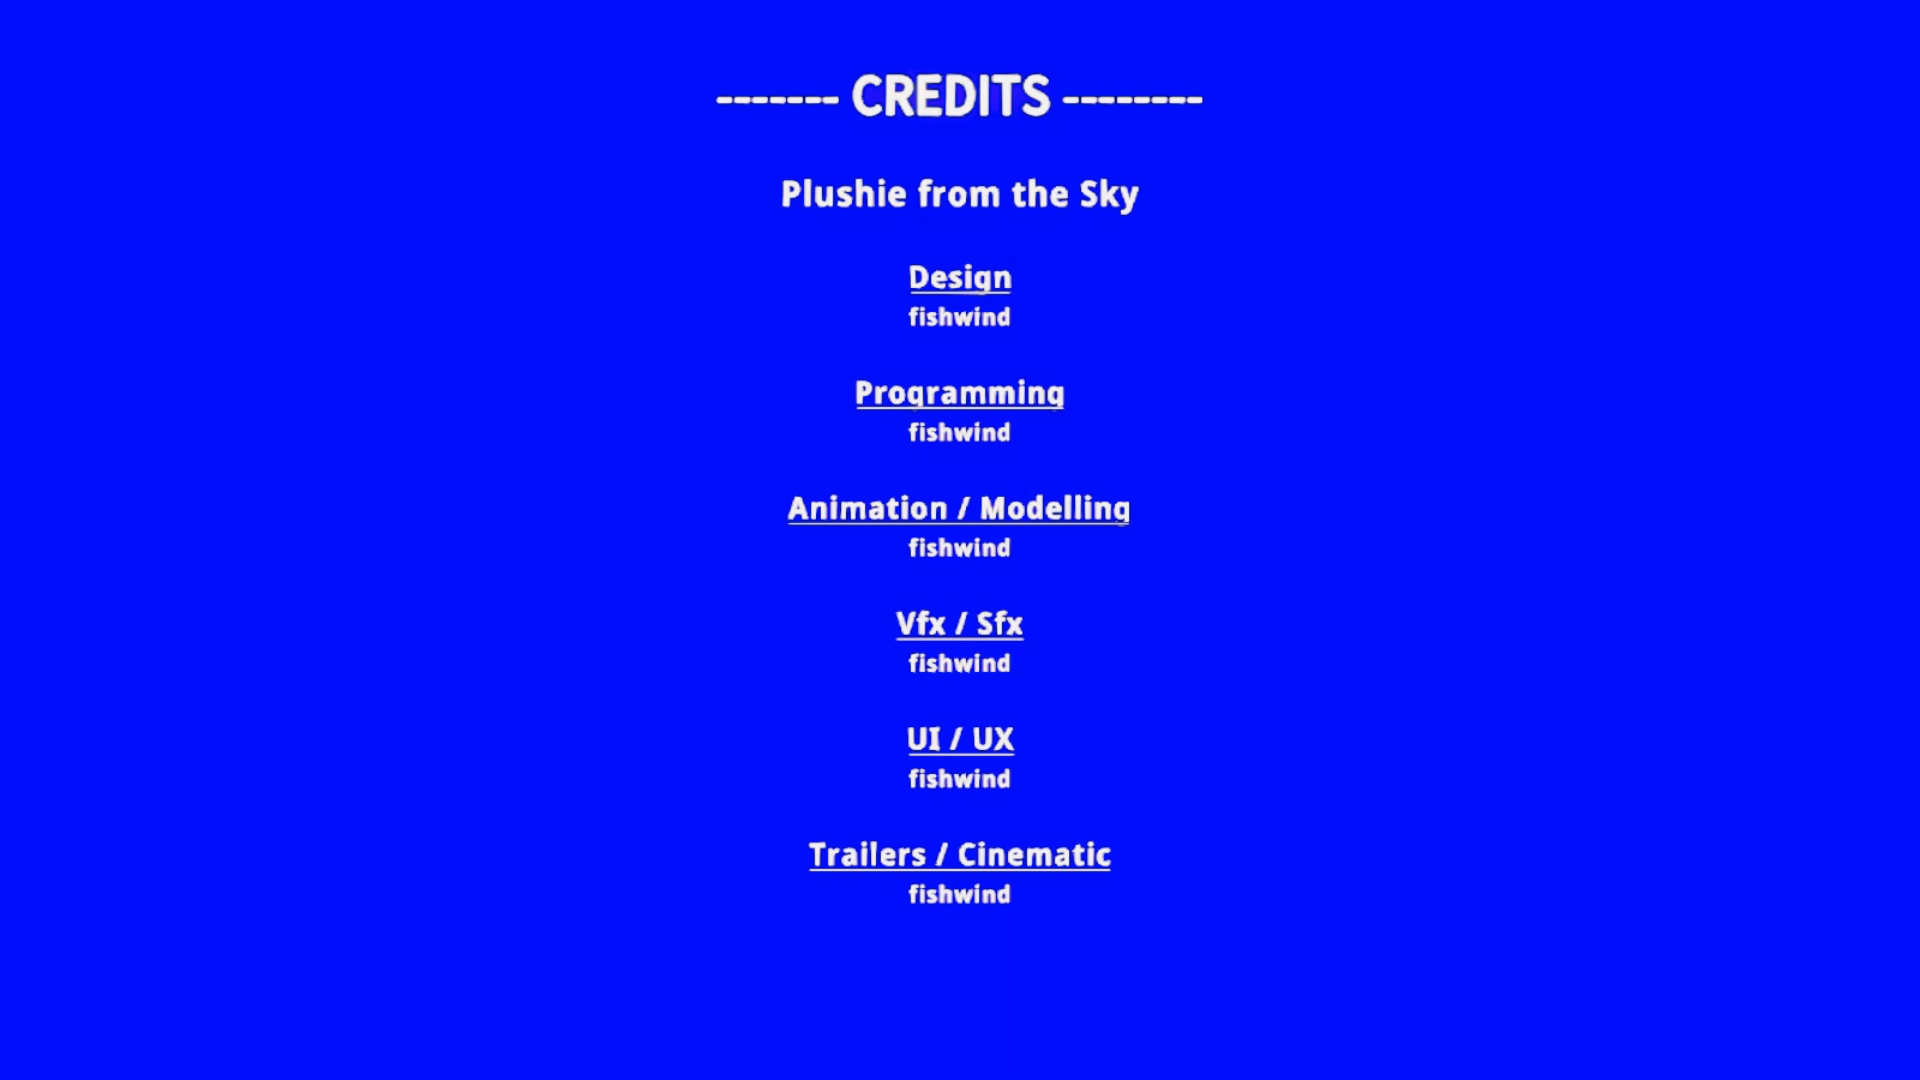 ------- CREDITS --------
Plushie from the Sky
Design
fishwind
Programming
fishwind
Animation / Modelling
fishwind
Vfx / Sfx
fishwind
UI / UX
fishwind
Trailers / Cinematic
fishwind